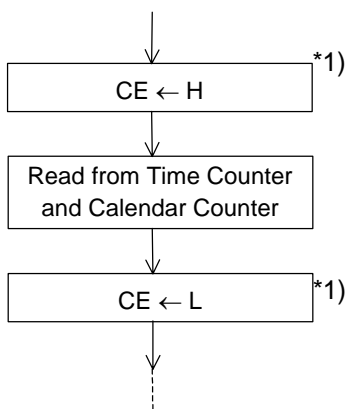 *1)
CE ← H
Read from Time Counter
and Calendar Counter
*1)
CE ← L